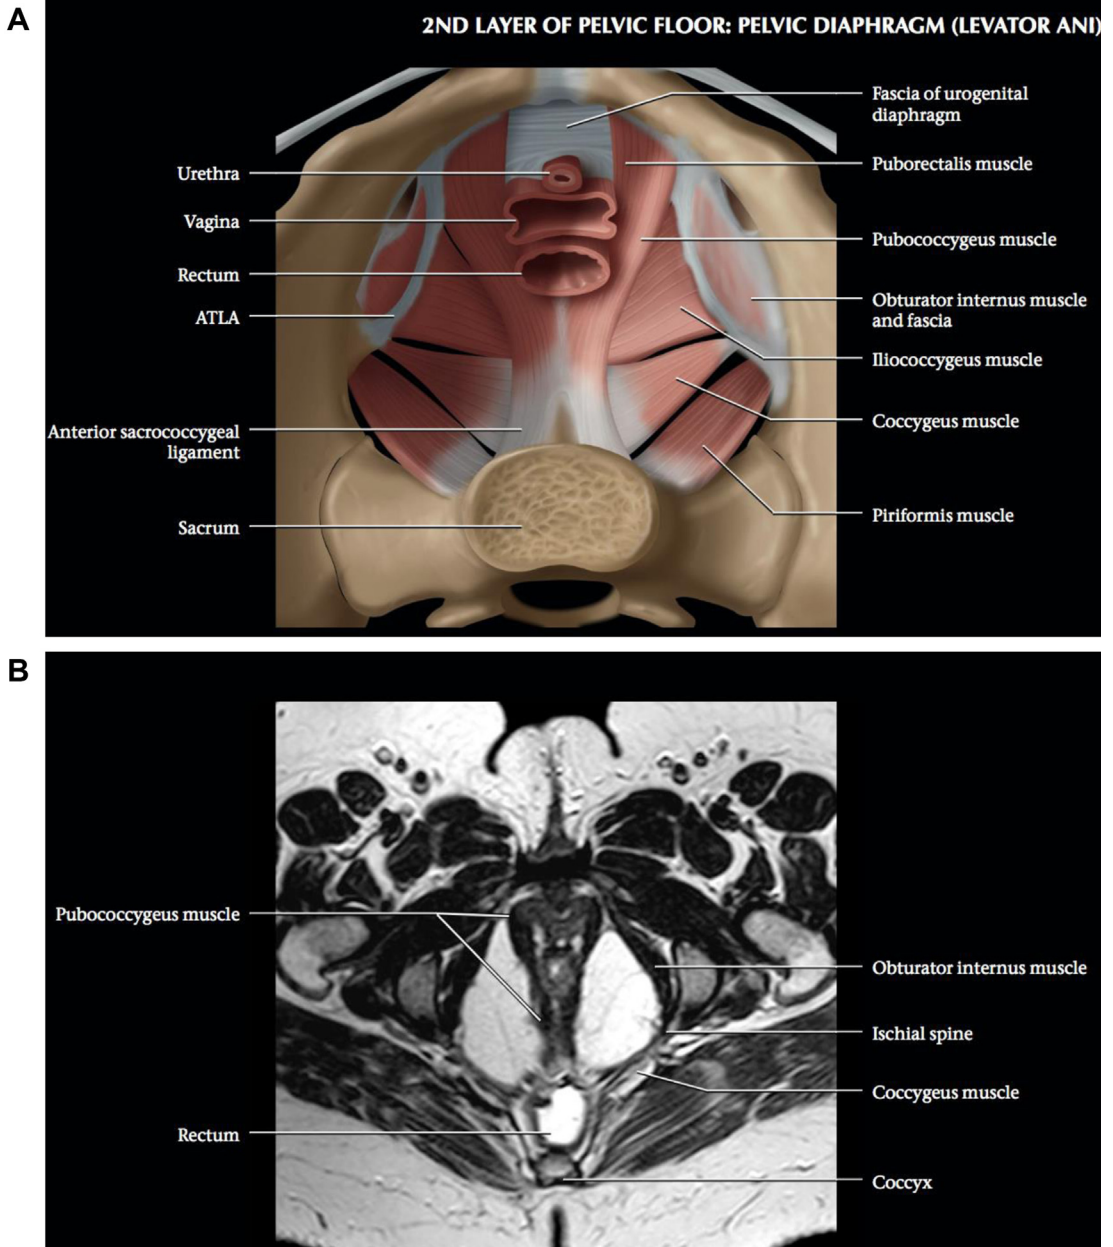 A
2ND LAYER OF PELVIC FLOOR: PELVIC DIAPHRAGM (LEVATOR ANI)
Fascia of urogenital
diaphragm
Puborectalis muscle
Urethra
Vagina
Pubococcygeus muscle
Rectum
Obturator internus muscle
and fascia
ATLA
Iliococcygeus muscle
Coccygeus muscle
Anterior sacrococcygeal
ligament
Piriformis muscle
Sacrum
B
Pubococcygeus muscle
Obturator internus muscle
Ischial spine
Coccygeus muscle
Rectum
Coccyx